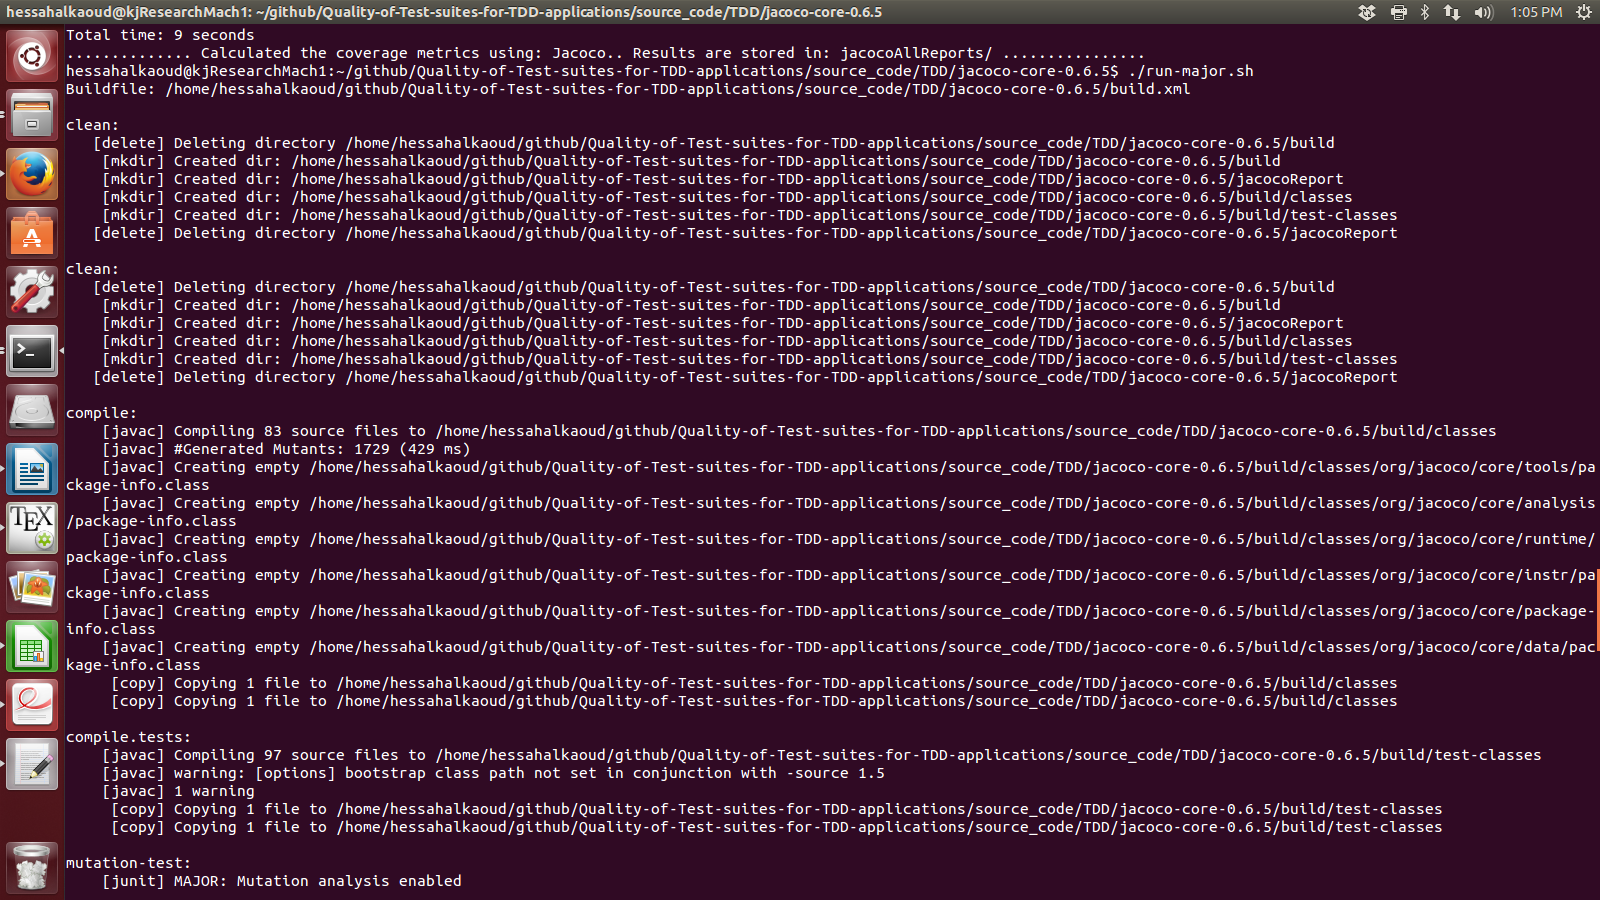 hessahalkaoud@kjResearchMach1: ~/github/Quality-of-Test-suites-for-TDD-applications/source_code/TDD/jacoco-core-0.6.5
1:05 PM
Total time: 9 seconds
.............. Calculated the coverage metrics using: Jacoco.. Results are stored in: jacocoAllReports/ ................
hessahalkaoud@kjResearchMach1:~/github/Quality-of-Test-suites-for-TDD-applications/source_code/TDD/jacoco-core-0.6.5$ ./run-major.sh
Buildfile: /home/hessahalkaoud/github/Quality-of-Test-suites-for-TDD-applications/source_code/TDD/jacoco-core-0.6.5/build.xml
clean:
[delete] Deleting directory /home/hessahalkaoud/github/Quality-of-Test-suites-for-TDD-applications/source_code/TDD/jacoco-core-0.6.5/build
[mkdir] Created dir: /home/hessahalkaoud/github/Quality-of-Test-suites-for-TDD-applications/source_code/TDD/jacoco-core-0.6.5/build
[mkdir] Created dir: /home/hessahalkaoud/github/Quality-of-Test-suites-for-TDD-applications/source_code/TDD/jacoco-core-0.6.5/jacocoReport
[mkdir] Created dir: /home/hessahalkaoud/github/Quality-of-Test-suites-for-TDD-applications/source_code/TDD/jacoco-core-0.6.5/build/classes
[mkdir] Created dir: /home/hessahalkaoud/github/Quality-of-Test-suites-for-TDD-applications/source_code/TDD/jacoco-core-0.6.5/build/test-classes
[delete] Deleting directory /home/hessahalkaoud/github/Quality-of-Test-suites-for-TDD-applications/source_code/TDD/jacoco-core-0.6.5/jacocoReport
clean:
[delete] Deleting directory /home/hessahalkaoud/github/Quality-of-Test-suites-for-TDD-applications/source_code/TDD/jacoco-core-0.6.5/build
[mkdir] Created dir: /home/hessahalkaoud/github/Quality-of-Test-suites-for-TDD-applications/source_code/TDD/jacoco-core-0.6.5/build
[mkdir] Created dir: /home/hessahalkaoud/github/Quality-of-Test-suites-for-TDD-applications/source_code/TDD/jacoco-core-0.6.5/jacocoReport
[mkdir] Created dir: /home/hessahalkaoud/github/Quality-of-Test-suites-for-TDD-applications/source_code/TDD/jacoco-core-0.6.5/build/classes
[mkdir] Created dir: /home/hessahalkaoud/github/Quality-of-Test-suites-for-TDD-applications/source_code/TDD/jacoco-core-0.6.5/build/test-classes
[delete] Deleting directory /home/hessahalkaoud/github/Quality-of-Test-suites-for-TDD-applications/source_code/TDD/jacoco-core-0.6.5/jacocoReport
compile:
[javac] Compiling 83 source files to /home/hessahalkaoud/github/Quality-of-Test-suites-for-TDD-applications/source_code/TDD/jacoco-core-0.6.5/build/classes
[javac] #Generated Mutants: 1729 (429 ms)
[javac] Creating empty /home/hessahalkaoud/github/Quality-of-Test-suites-for-TDD-applications/source_code/TDD/jacoco-core-0.6.5/build/classes/org/jacoco/core/tools/pa
ckage-info.class
[javac] Creating empty /home/hessahalkaoud/github/Quality-of-Test-suites-for-TDD-applications/source_code/TDD/jacoco-core-0.6.5/build/classes/org/jacoco/core/analysis
/package-info.class
[javac] Creating empty /home/hessahalkaoud/github/Quality-of-Test-suites-for-TDD-applications/source_code/TDD/jacoco-core-0.6.5/build/classes/org/jacoco/core/runtime/
package-info.class
[javac] Creating empty /home/hessahalkaoud/github/Quality-of-Test-suites-for-TDD-applications/source_code/TDD/jacoco-core-0.6.5/build/classes/org/jacoco/core/instr/pa
ckage-info.class
[javac] Creating empty /home/hessahalkaoud/github/Quality-of-Test-suites-for-TDD-applications/source_code/TDD/jacoco-core-0.6.5/build/classes/org/jacoco/core/package-
info.class
[javac] Creating empty /home/hessahalkaoud/github/Quality-of-Test-suites-for-TDD-applications/source_code/TDD/jacoco-core-0.6.5/build/classes/org/jacoco/core/data/pac
kage-info.class
[copy] Copying 1 file to /home/hessahalkaoud/github/Quality-of-Test-suites-for-TDD-applications/source_code/TDD/jacoco-core-0.6.5/build/classes
[copy] Copying 1 file to /home/hessahalkaoud/github/Quality-of-Test-suites-for-TDD-applications/source_code/TDD/jacoco-core-0.6.5/build/classes
compile.tests:
[javac] Compiling 97 source files to /home/hessahalkaoud/github/Quality-of-Test-suites-for-TDD-applications/source_code/TDD/jacoco-core-0.6.5/build/test-classes
[javac] warning: [options] bootstrap class path not set in conjunction with -source 1.5
[javac] 1 warning
[copy] Copying 1 file to /home/hessahalkaoud/github/Quality-of-Test-suites-for-TDD-applications/source_code/TDD/jacoco-core-0.6.5/build/test-classes
[copy] Copying 1 file to /home/hessahalkaoud/github/Quality-of-Test-suites-for-TDD-applications/source_code/TDD/jacoco-core-0.6.5/build/test-classes
mutation-test:
[junit] MAJOR: Mutation analysis enabled
TEX